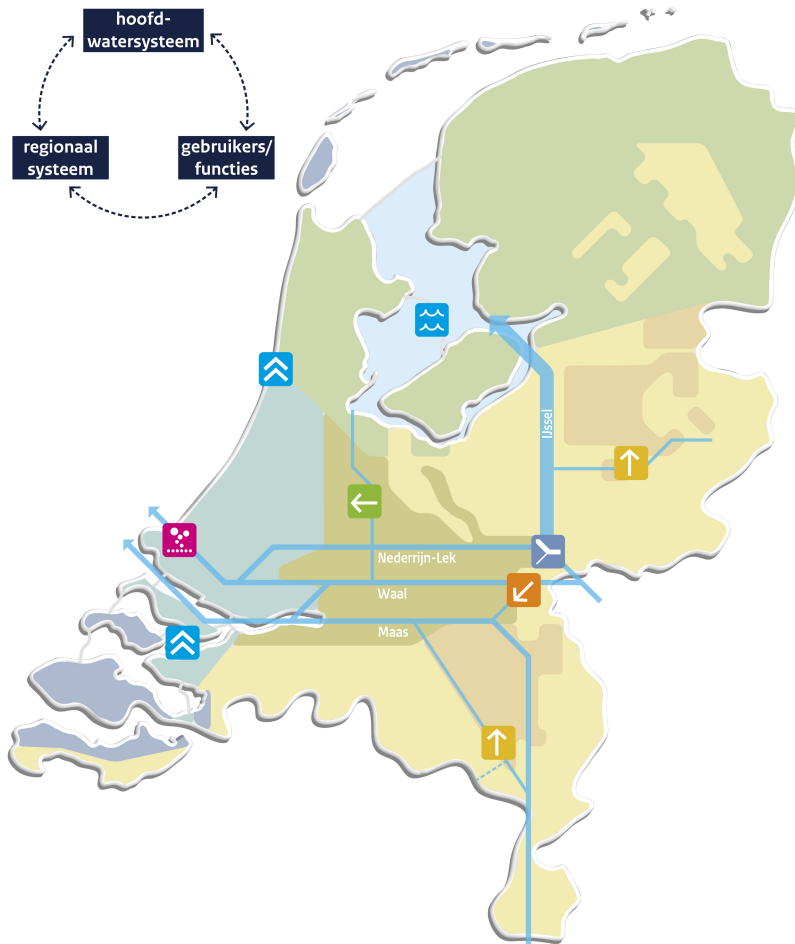 hoofd-
watersysteem
regionaal
systeem
gebruikers/
functies
IJssel
Nederrijn-Lek
Waal
Maas